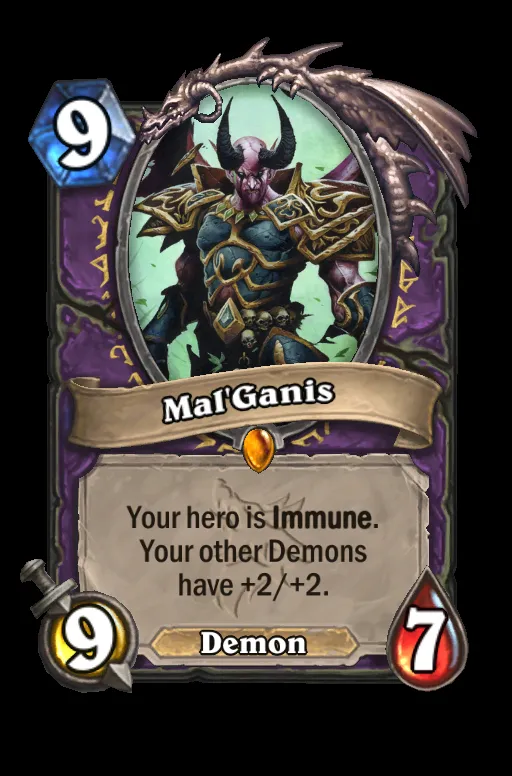 9
Mal'Ganis
Your hero is Immune.
Your other Demons
have +2/+2.
9
Demon
7